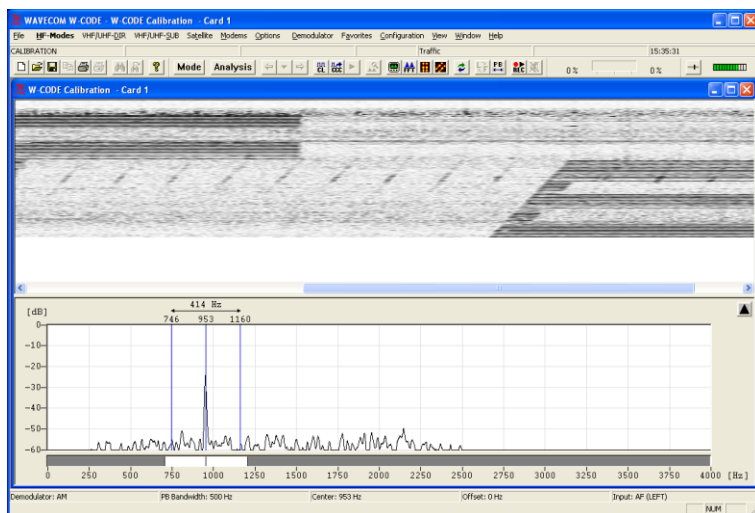 WAVECOM W-CODE - W-CODE Calibration - Card 1
File HF-Modes VHF/UHF-DIR VHF/UHF-SUB Satellite Modems Options Demodulator Favorites Configuration View Window Help
CALIBRATION Traffic 15:35:31
Mode Analysis CL CCC PB REC 0 % 0 %
W-CODE Calibration - Card 1
414 Hz
[dB] 746 953 1160
0
-10
-20
-30
-40
-50
-60
0 250 500 750 1000 1250 1500 1750 2000 2250 2500 2750 3000 3250 3500 3750 4000 [Hz]
Demodulator: AM PB Bandwidth: 500 Hz Center: 953 Hz Offset: 0 Hz Input: AF (LEFT)
NUM